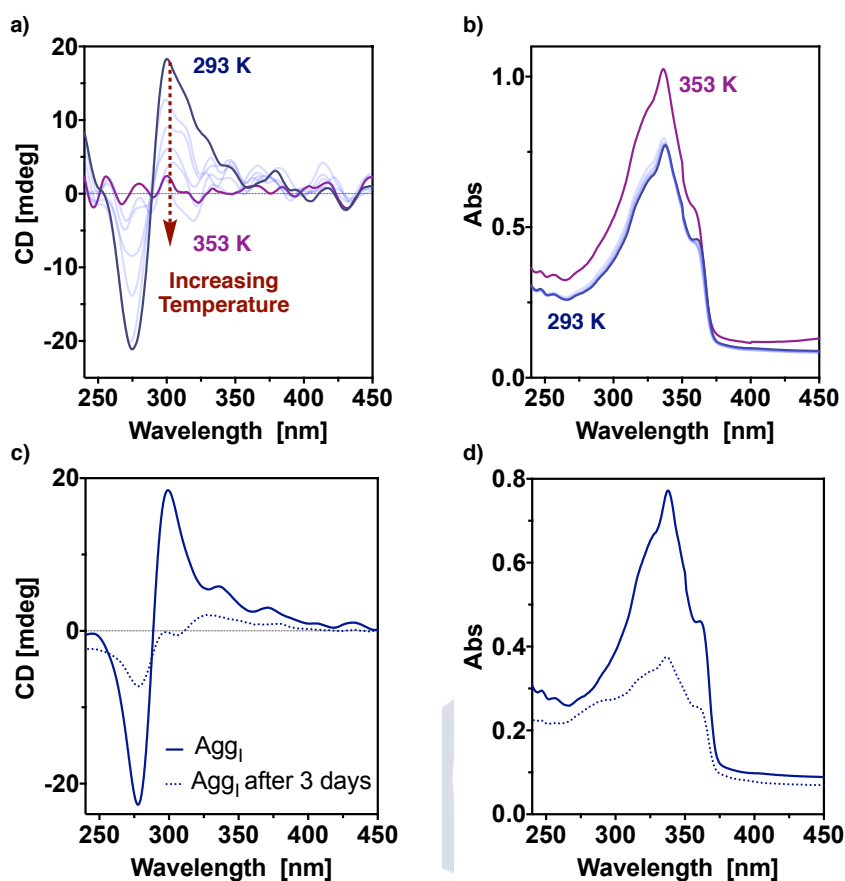 a)
20
10
0
-10
-20
CD [mdeg]
293 K
353 K
Increasing
Temperature
250 300 350 400 450
Wavelength [nm]
b)
1.0
0.5
0.0
Abs
353 K
293 K
250 300 350 400 450
Wavelength [nm]
c)
20
0
-20
CD [mdeg]
Agg_I
Agg_I after 3 days
250 300 350 400 450
Wavelength [nm]
d)
0.8
0.6
0.4
0.2
0.0
Abs
250 300 350 400 450
Wavelength [nm]